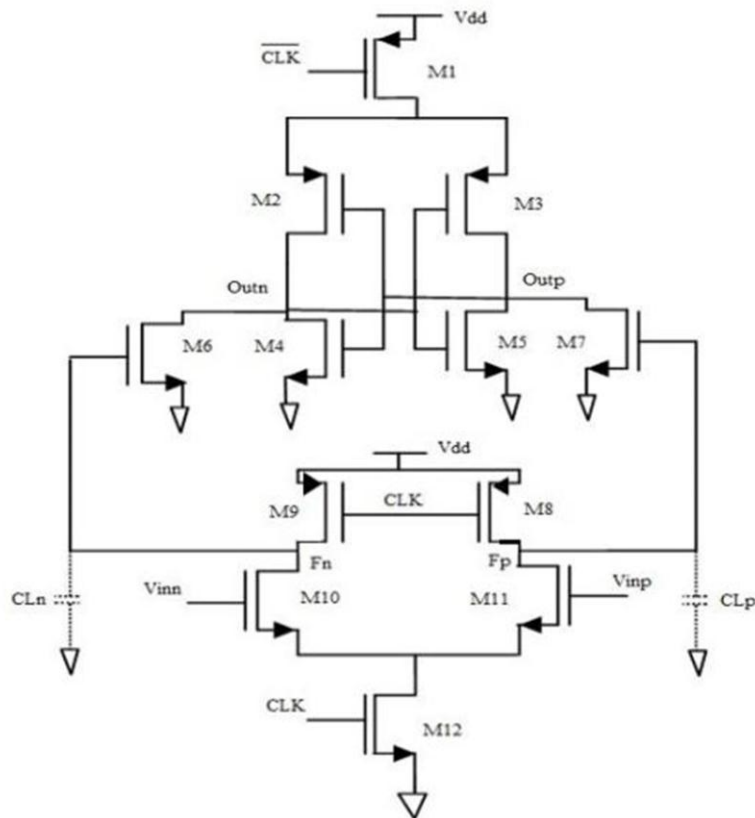 Vdd
CLK
M1
M2
M3
Outn
Outp
M6
M4
M5
M7
Vdd
M9
CLK
M8
Fn
Fp
Vinn
M10
M11
Vinp
CLn
CLp
CLK
M12